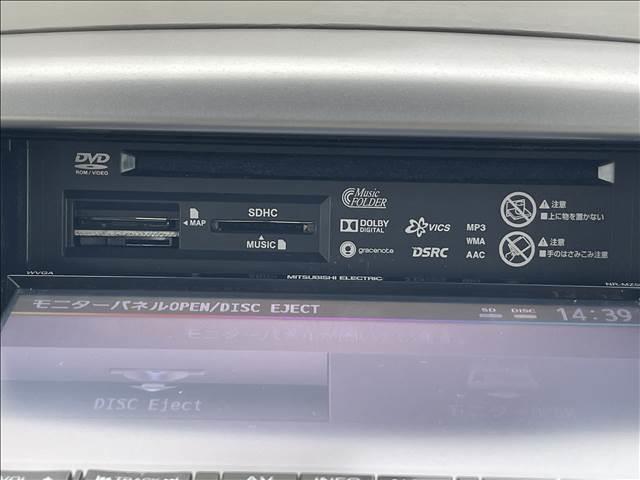 DVD
ROM / VIDEO
MAP
SDHC
MUSIC
Music
FOLDER
DOLBY
DIGITAL
VICS
MP3
WMA
AAC
gracenote
DSRC
注意
■上に物を置かない
注意
■手のはさみこみ注意
WVGA
MITSUBISHI ELECTRIC
モニターパネルOPEN/DISC EJECT
SD
DISC
14:39
DISC Eject